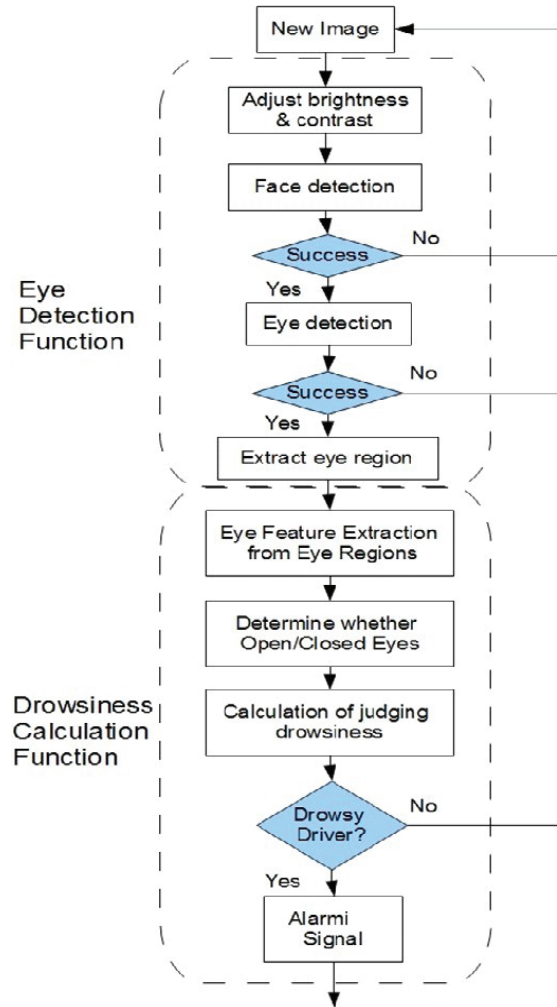 New Image
Adjust brightness
& contrast
Face detection
Success
No
Yes
Eye
Detection
Function
Eye detection
Success
No
Yes
Extract eye region
Eye Feature Extraction
from Eye Regions
Determine whether
Open/Closed Eyes
Drowsiness
Calculation
Function
Calculation of judging
drowsiness
Drowsy
Driver?
No
Yes
Alarmi
Signal